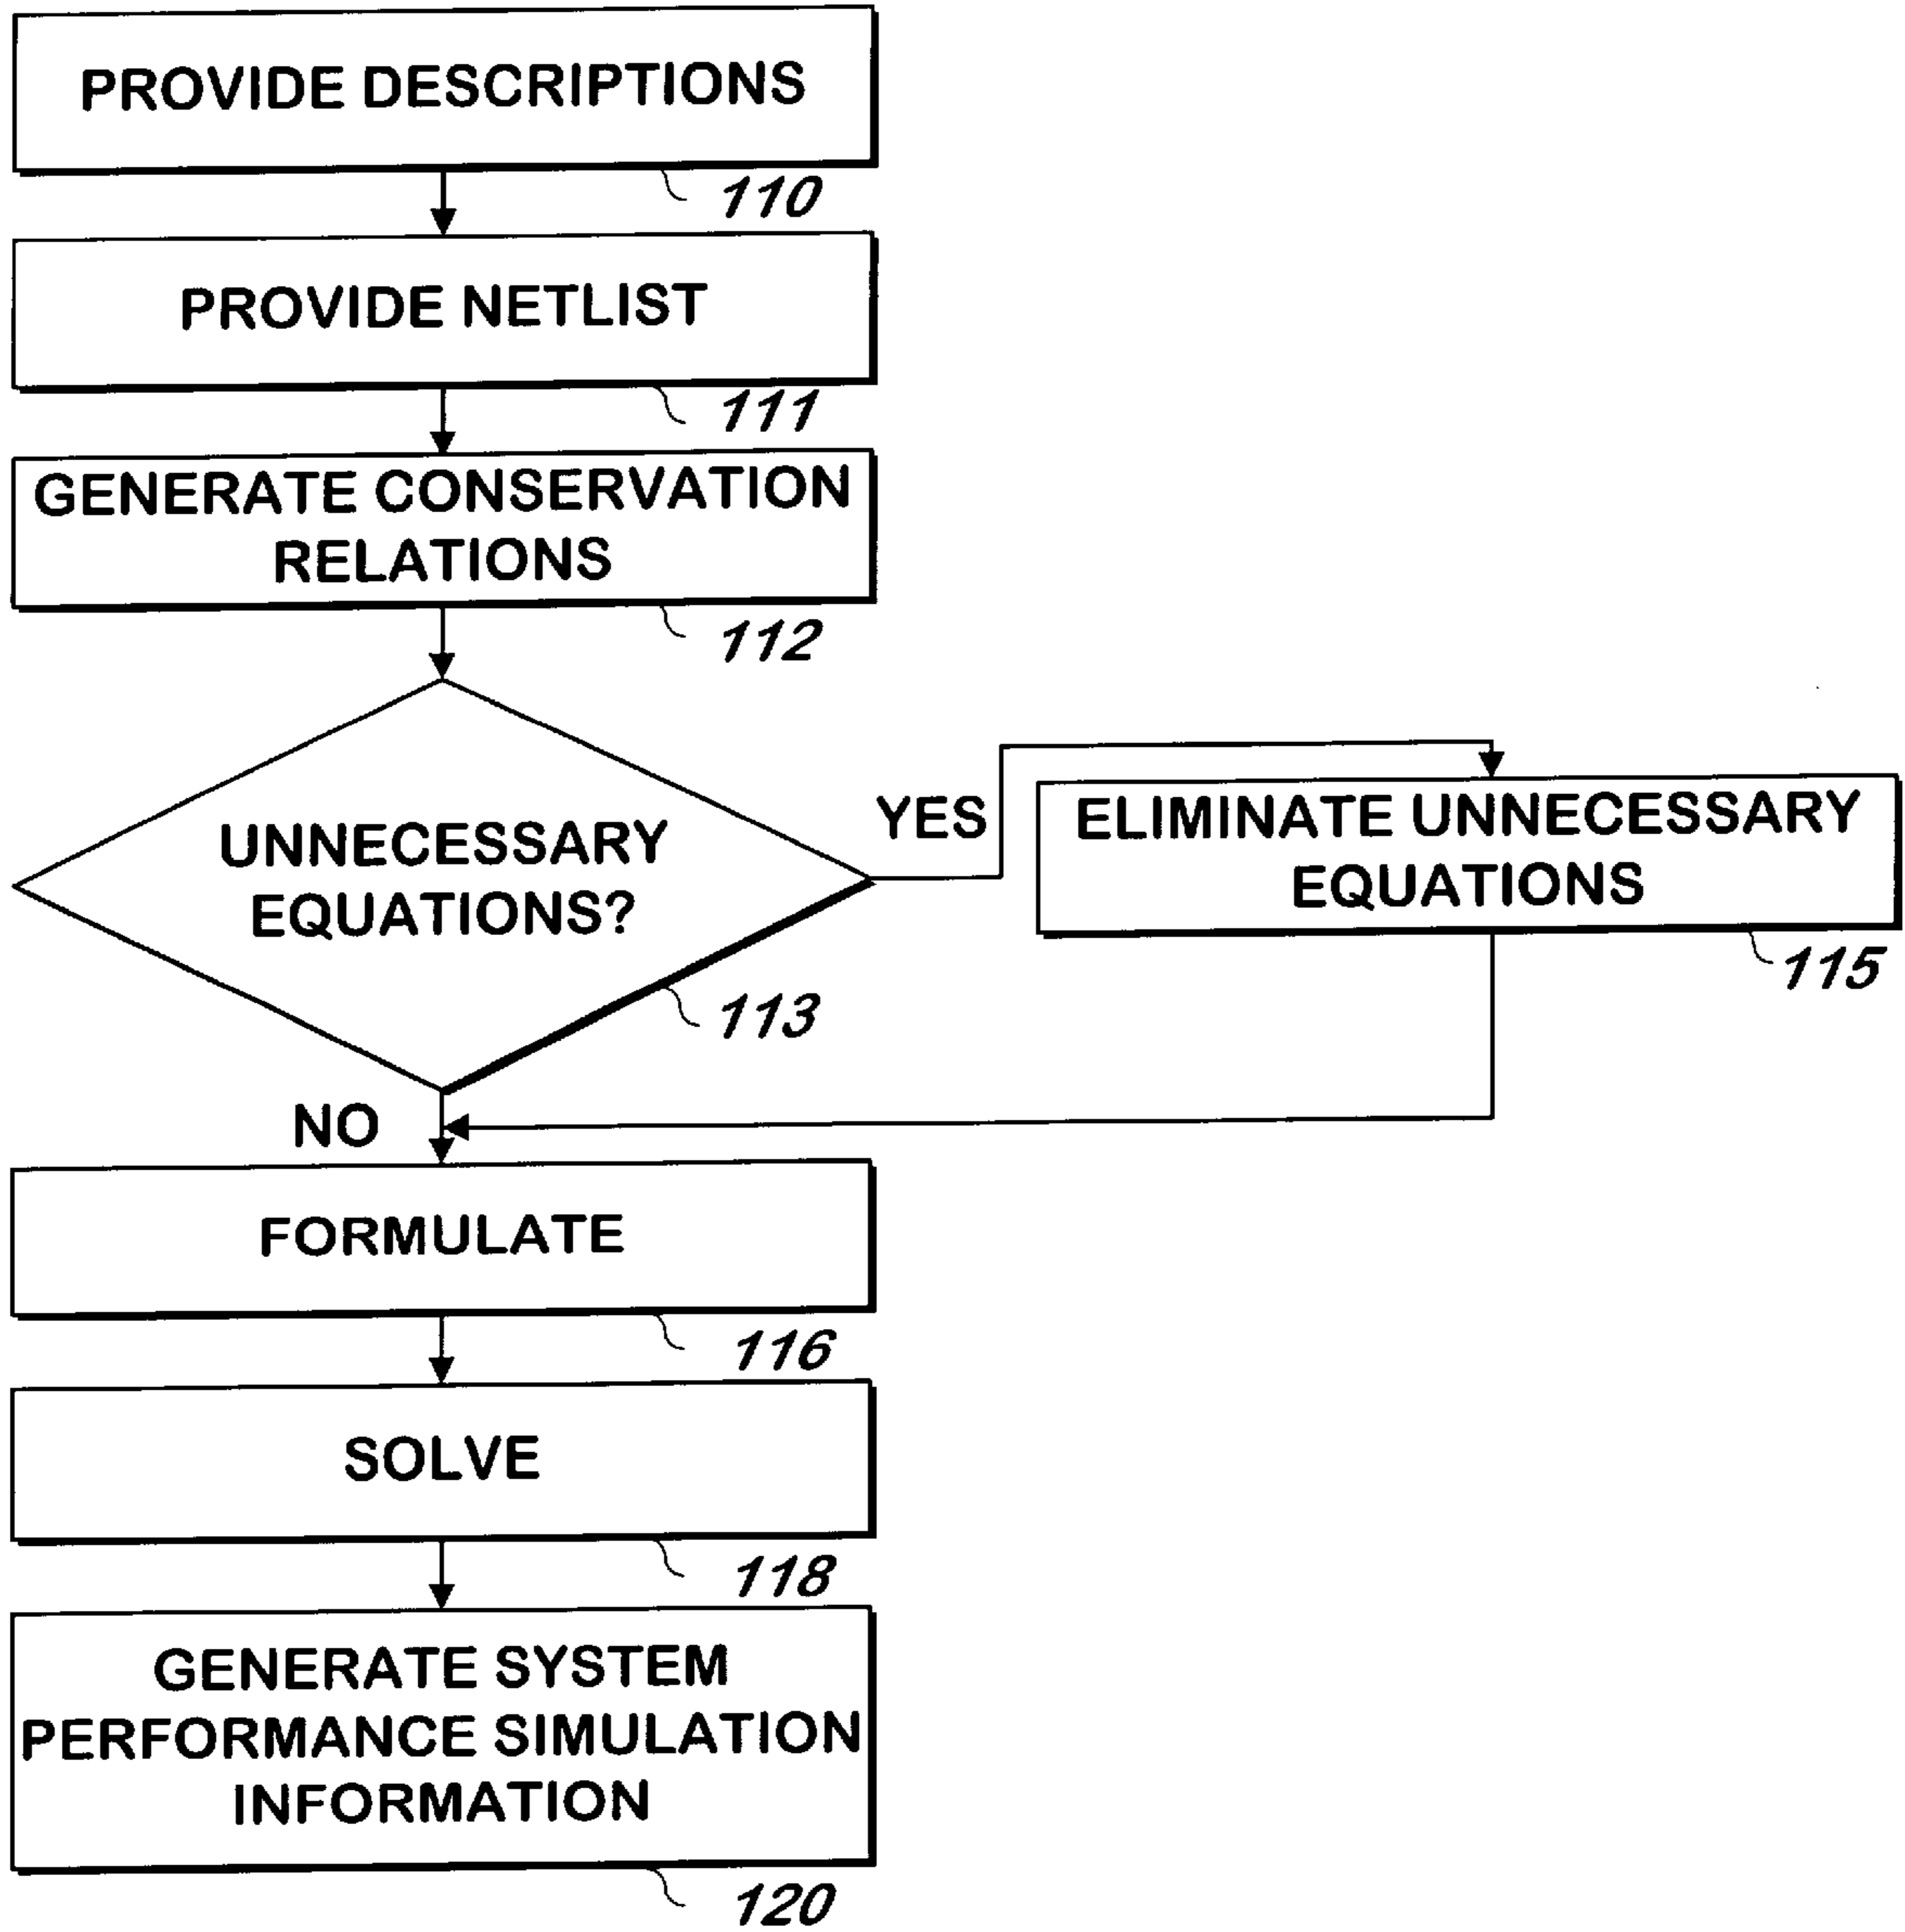 PROVIDE DESCRIPTIONS
110
PROVIDE NETLIST
111
GENERATE CONSERVATION
RELATIONS
112
UNNECESSARY
EQUATIONS?
113
YES
ELIMINATE UNNECESSARY
EQUATIONS
115
NO
FORMULATE
116
SOLVE
118
GENERATE SYSTEM
PERFORMANCE SIMULATION
INFORMATION
120